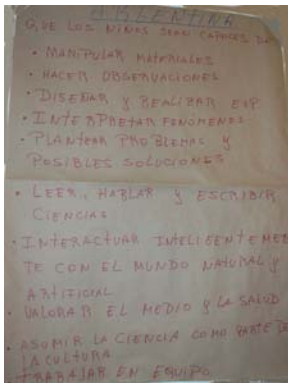 ARGENTINA
QUE LOS NIÑOS SEAN CAPACES DE
• MANIPULAR MATERIALES
• HACER OBSERVACIONES
• DISEÑAR Y REALIZAR EXP
• INTERPRETAR FENOMENOS
• PLANTEAR PROBLEMAS Y
POSIBLES SOLUCIONES
• LEER, HABLAR Y ESCRIBIR
CIENCIAS
• INTERACTUAR INTELIGENTEMEN
TE CON EL MUNDO NATURAL Y
ARTIFICIAL
• VALORAR EL MEDIO Y LA SALUD
• ASUMIR LA CIENCIA COMO PARTE DE
LA CULTURA
TRABAJAR EN EQUIPO